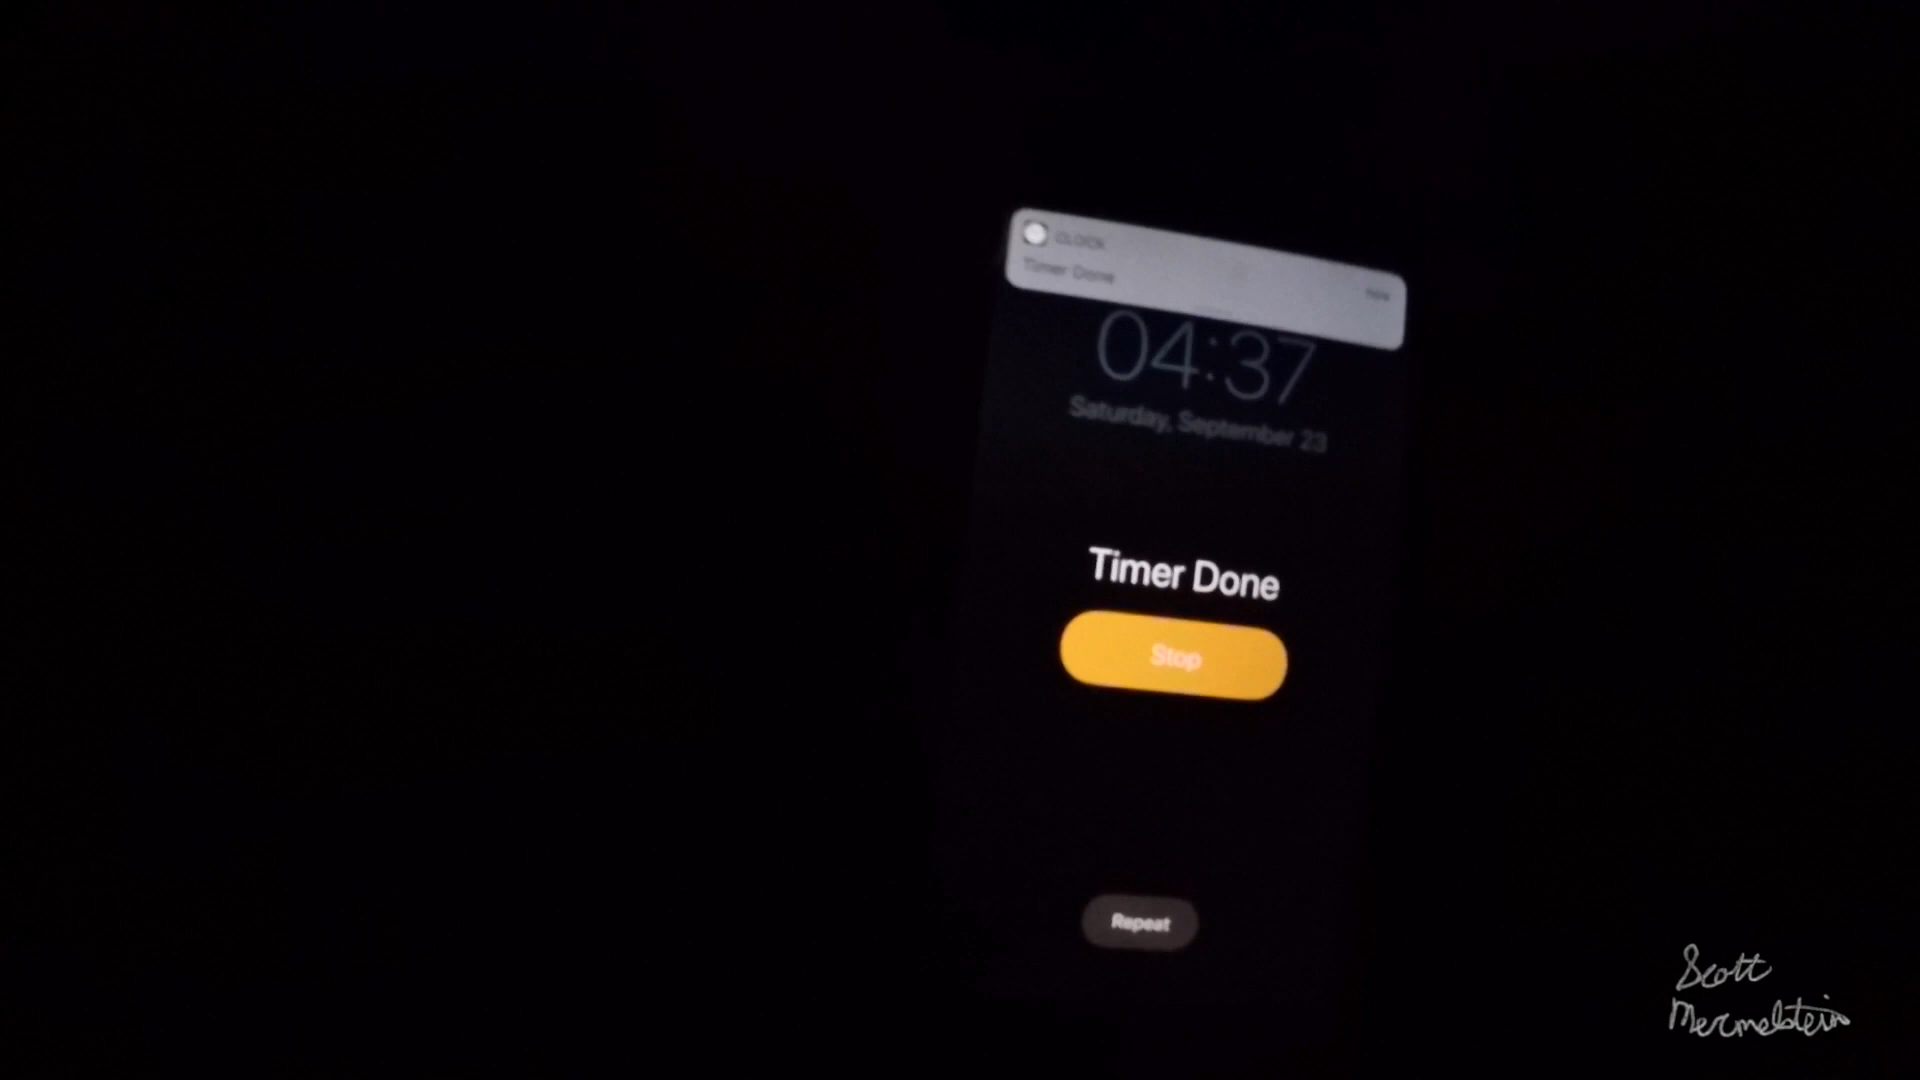 CLOCK
Timer Done
now
04:37
Saturday, September 23
Timer Done
Stop
Repeat
Scott
Mermelstein